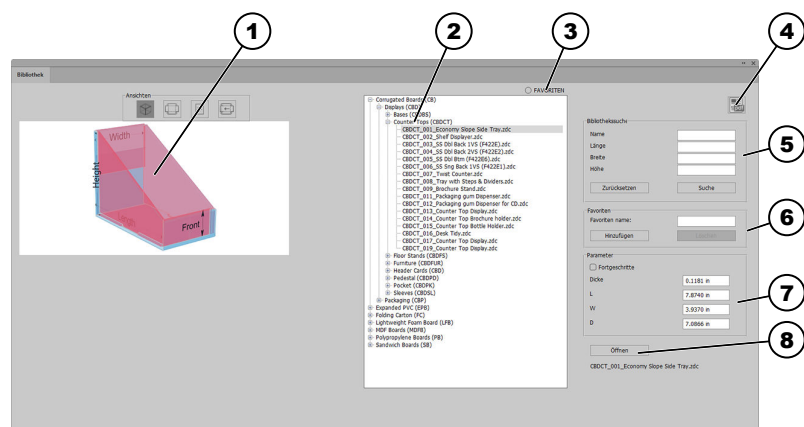 1
2
3
4
Bibliothek
Ansichten
FAVORITEN
Width
Height
Front
Corrugated Boards (CB)
Displays (CBD)
Bases (CBDBS)
Counter Tops (CBDCT)
CBDCT_001_Economy Slope Side Tray.zdc
CBDCT_002_Shelf Displayer.zdc
CBDCT_003_SS Dbl Back 1VS (F422E).zdc
CBDCT_004_SS Dbl Back 2VS (F422E2).zdc
CBDCT_005_SS Dbl Btm (F422E6).zdc
CBDCT_006_SS Sng Back 1VS (F422E1).zdc
CBDCT_007_Twist Counter.zdc
CBDCT_008_Tray with Steps & Dividers.zdc
CBDCT_009_Brochure Stand.zdc
CBDCT_011_Packaging gum Dispenser.zdc
CBDCT_012_Packaging gum Dispenser for CD.zdc
CBDCT_013_Counter Top Display.zdc
CBDCT_014_Counter Top Brochure holder.zdc
CBDCT_015_Counter Top Bottle Holder.zdc
CBDCT_016_Desk Tidy.zdc
CBDCT_017_Counter Top Display.zdc
CBDCT_019_Counter Top Display.zdc
Floor Stands (CBDFS)
Furniture (CBDFUR)
Header Cards (CBD)
Pedestal (CBDPD)
Pocket (CBDPK)
Sleeves (CBDSL)
Packaging (CBP)
Expanded PVC (EPB)
Folding Carton (FC)
Lightweight Foam Board (LFB)
MDF Boards (MDFB)
Polypropylene Boards (PB)
Sandwich Boards (SB)
Bibliothekssuche
Name
Länge
Breite
Höhe
Zurücksetzen Suche
5
Favoriten
Favoriten name:
Hinzufügen
6
Parameter
Fortgeschritte
Dicke 0.1181 m
L 7.8740 m
W 3.9370 m
D 7.0866 m
7
Öffnen
8
CBDCT_001_Economy Slope Side Tray.zdc